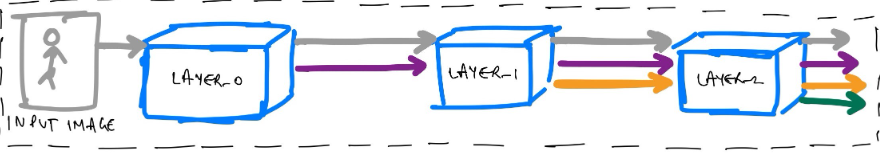 LAYER_0
LAYER_1
LAYER_2
INPUT IMAGE